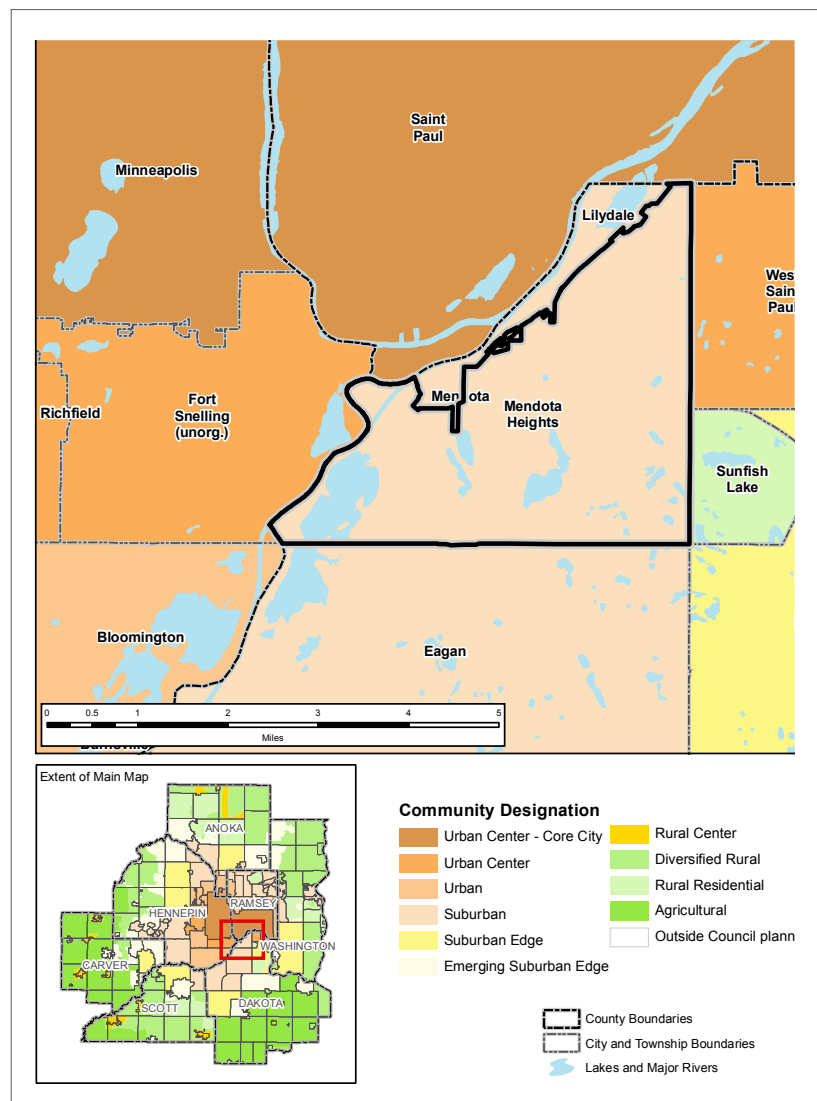 Saint
Paul
Minneapolis
Lilydale
West
Saint
Paul
Fort
Snelling
(unorg.)
Richfield
Mendota
Mendota
Heights
Sunfish
Lake
Bloomington
Eagan
0 0.5 1 2 3 4 5
Miles
Extent of Main Map
ANOKA
HENNEPIN
RAMSEY
WASHINGTON
CARVER
SCOTT
DAKOTA
Community Designation
Urban Center - Core City
Urban Center
Urban
Suburban
Suburban Edge
Emerging Suburban Edge
Rural Center
Diversified Rural
Rural Residential
Agricultural
Outside Council plann
County Boundaries
City and Township Boundaries
Lakes and Major Rivers